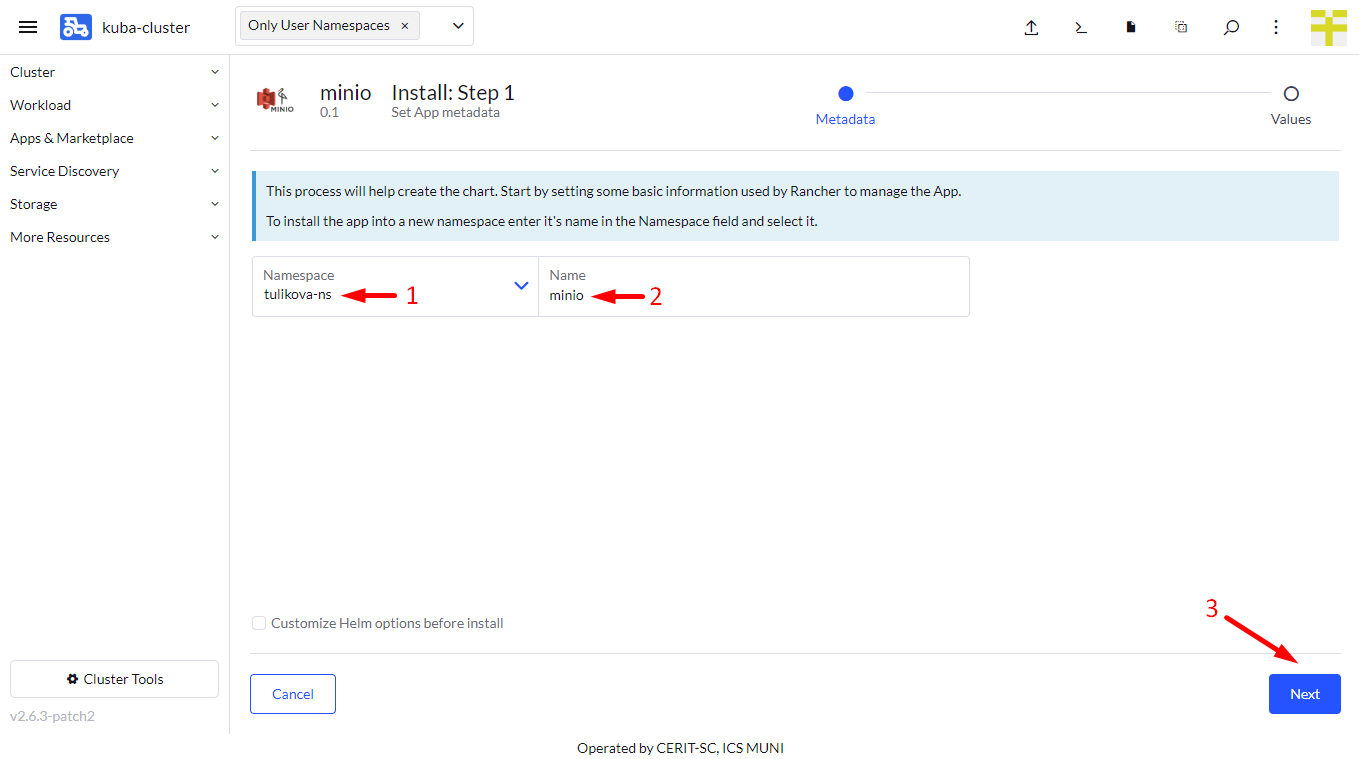 kuba-cluster
Only User Namespaces ×
Cluster
Workload
Apps & Marketplace
Service Discovery
Storage
More Resources
MINIO
minio
0.1
Install: Step 1
Set App metadata
Metadata
Values
This process will help create the chart. Start by setting some basic information used by Rancher to manage the App.
To install the app into a new namespace enter it's name in the Namespace field and select it.
Namespace
tulikova-ns
1
Name
minio
2
Customize Helm options before install
3
Cancel
Next
Cluster Tools
v2.6.3-patch2
Operated by CERIT-SC, ICS MUNI